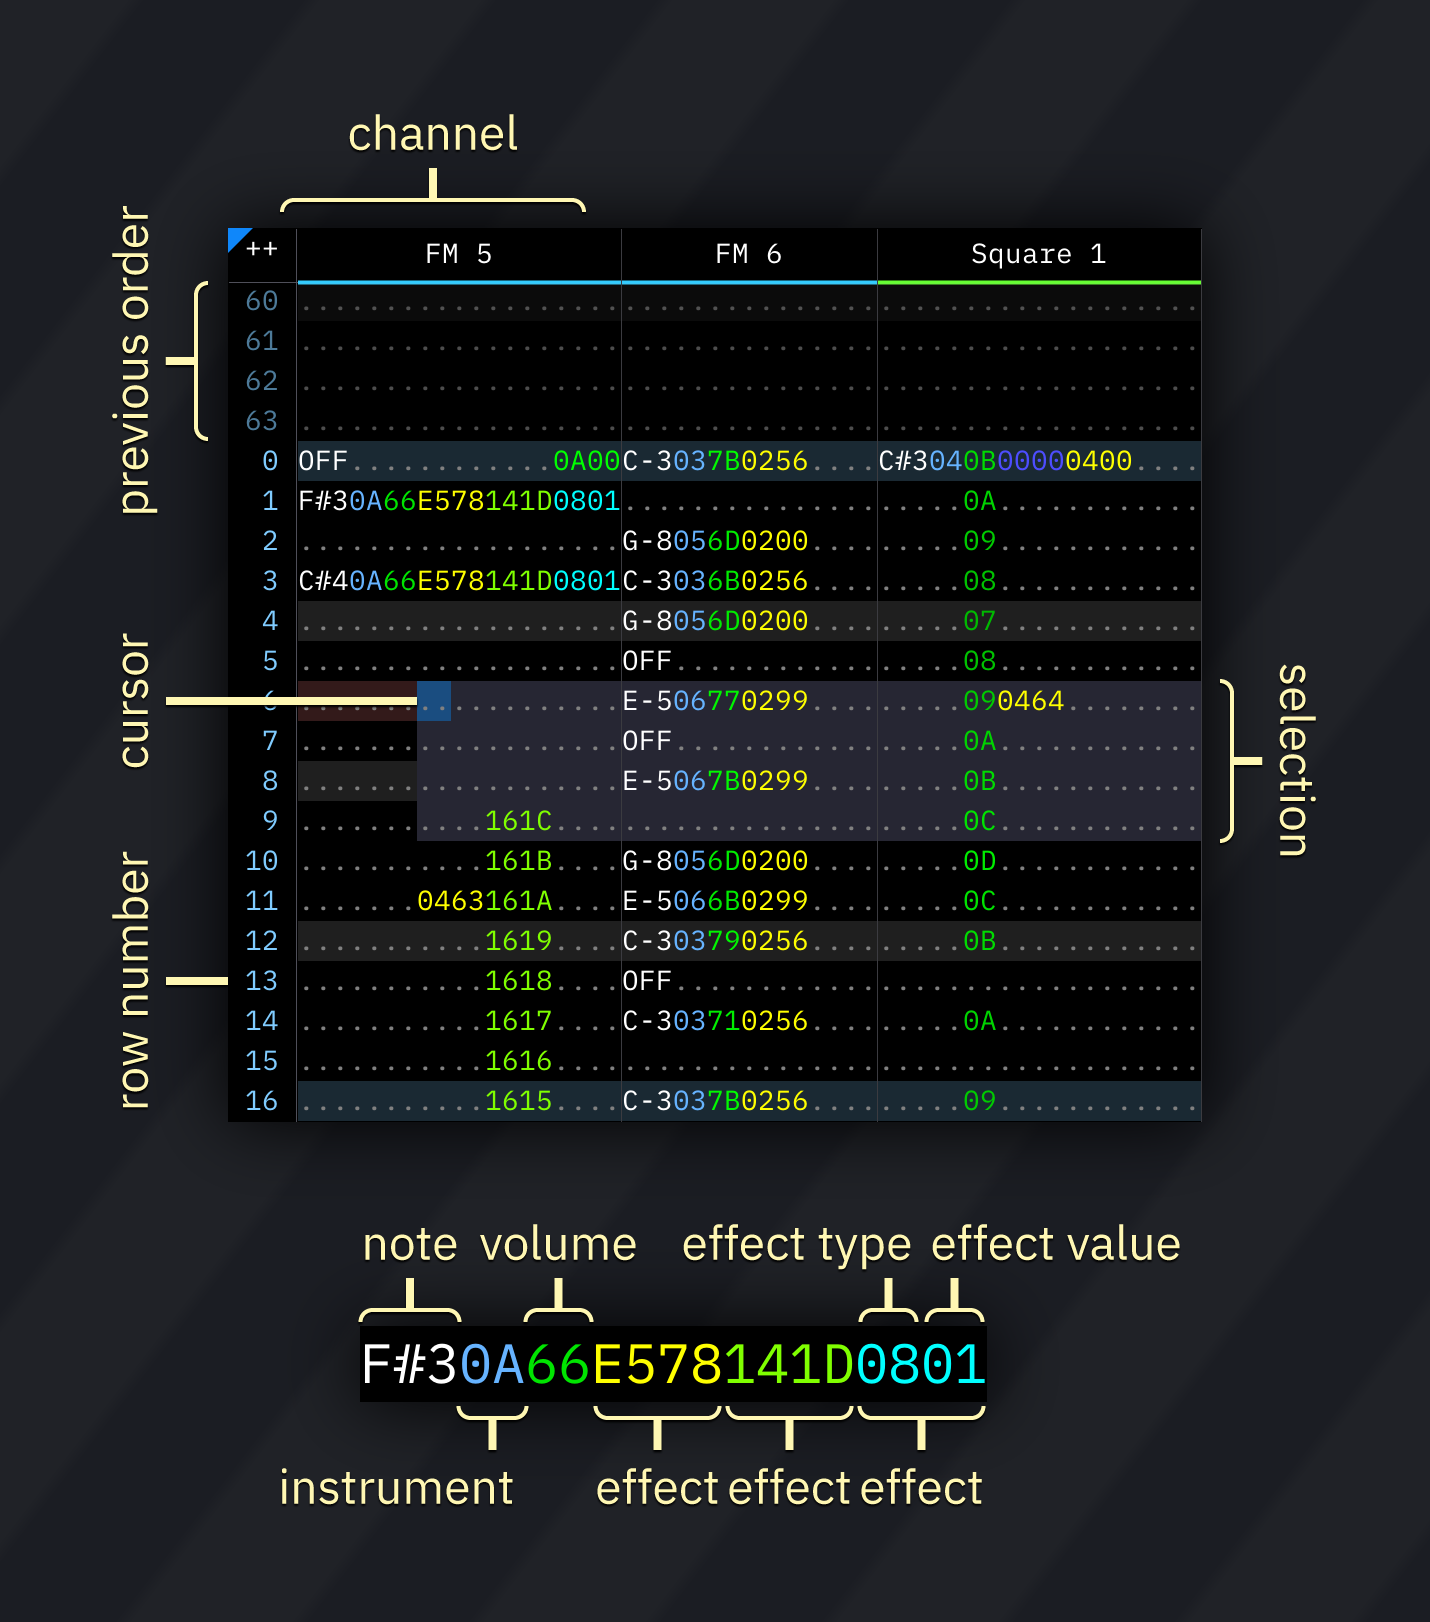 channel
previous order
++ FM 5 FM 6 Square 1
60 .....................................................
61 .....................................................
62 .....................................................
63 .....................................................
0 OFF............0A00 C-3037B0256.... C#3040B00000400....
1 F#30A66E578141D0801 ............... .....0A............
2 ................... G-8056D0200.... .....09............
3 C#40A66E578141D0801 C-3036B0256.... .....08............
4 ................... G-8056D0200.... .....07............
5 ................... OFF............ .....08............
cursor
6 ................... E-506770299.... .....090464........
7 ................... OFF............ .....0A............
8 ................... E-5067B0299.... .....0B............
9 ...........161C.... ............... .....0C............
selection
10 ...........161B.... G-8056D0200.... .....0D............
11 .......0463161A.... E-5066B0299.... .....0C............
12 ...........1619.... C-303790256.... .....0B............
row number
13 ...........1618.... OFF............ ...................
14 ...........1617.... C-303710256.... .....0A............
15 ...........1616.... ............... ...................
16 ...........1615.... C-3037B0256.... .....09............
note volume effect type effect value
F#30A66E578141D0801
instrument effect effect effect